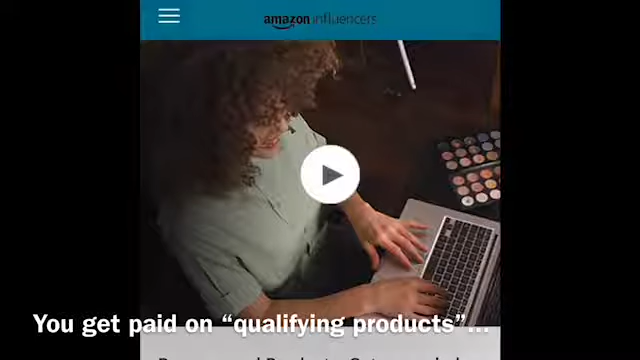 amazon influencers
You get paid on “qualifying products”...